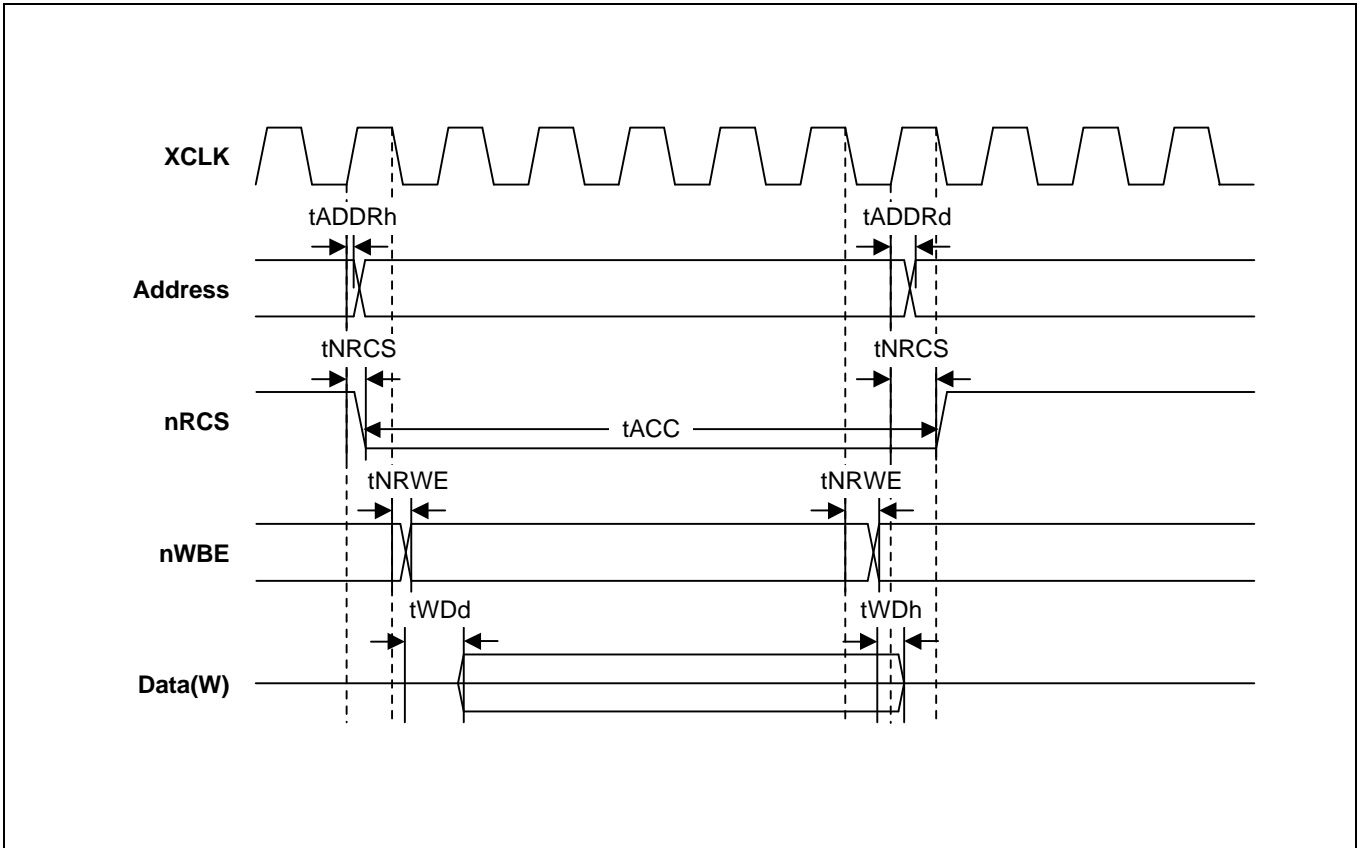 XCLK
tADDRh
tADDRd
Address
tNRCS
tNRCS
nRCS
tACC
tNRWE
tNRWE
nWBE
tWDd
tWDh
Data(W)